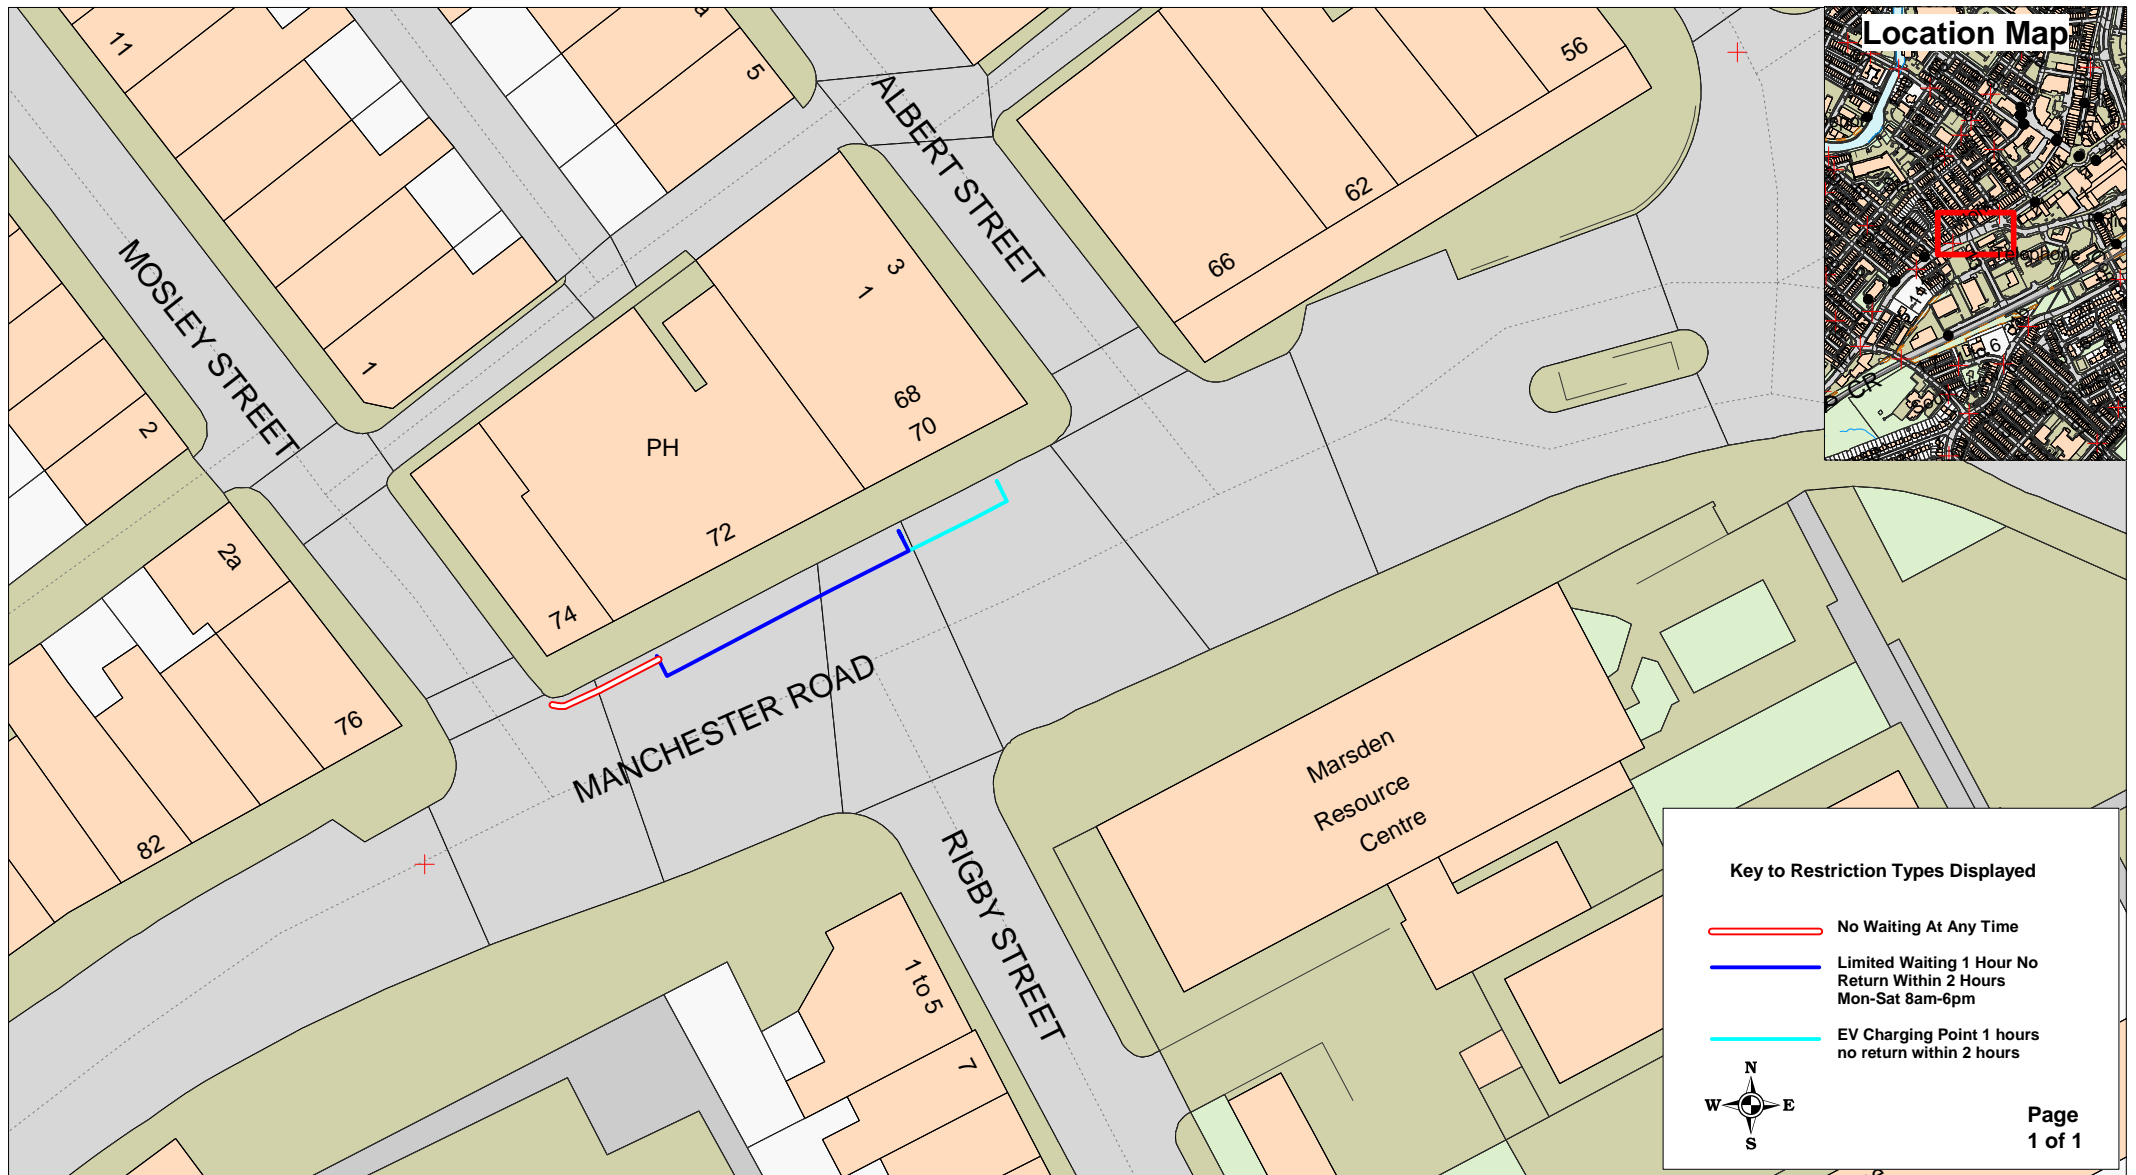 Location Map
11
5
56
ALBERT STREET
62
66
3
1
MOSLEY STREET
1
68
70
2
PH
72
2a
74
76
MANCHESTER ROAD
82
Marsden
Resource
Centre
RIGBY STREET
1 to 5
7
Telephone
6
CR
Key to Restriction Types Displayed
No Waiting At Any Time
Limited Waiting 1 Hour No
Return Within 2 Hours
Mon-Sat 8am-6pm
EV Charging Point 1 hours
no return within 2 hours
N
W E
S
Page
1 of 1